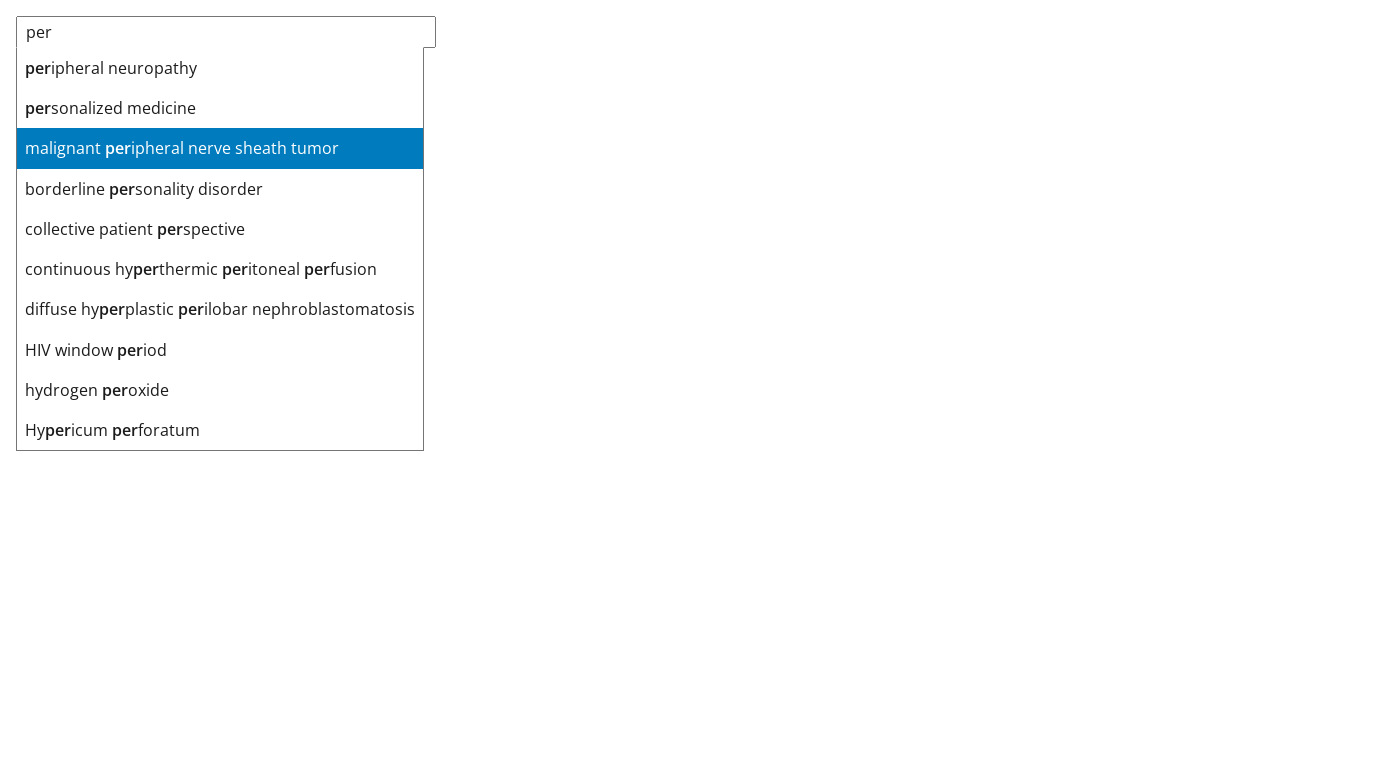 per
peripheral neuropathy
personalized medicine
malignant peripheral nerve sheath tumor
borderline personality disorder
collective patient perspective
continuous hyperthermic peritoneal perfusion
diffuse hyperplastic perilobar nephroblastomatosis
HIV window period
hydrogen peroxide
Hypericum perforatum